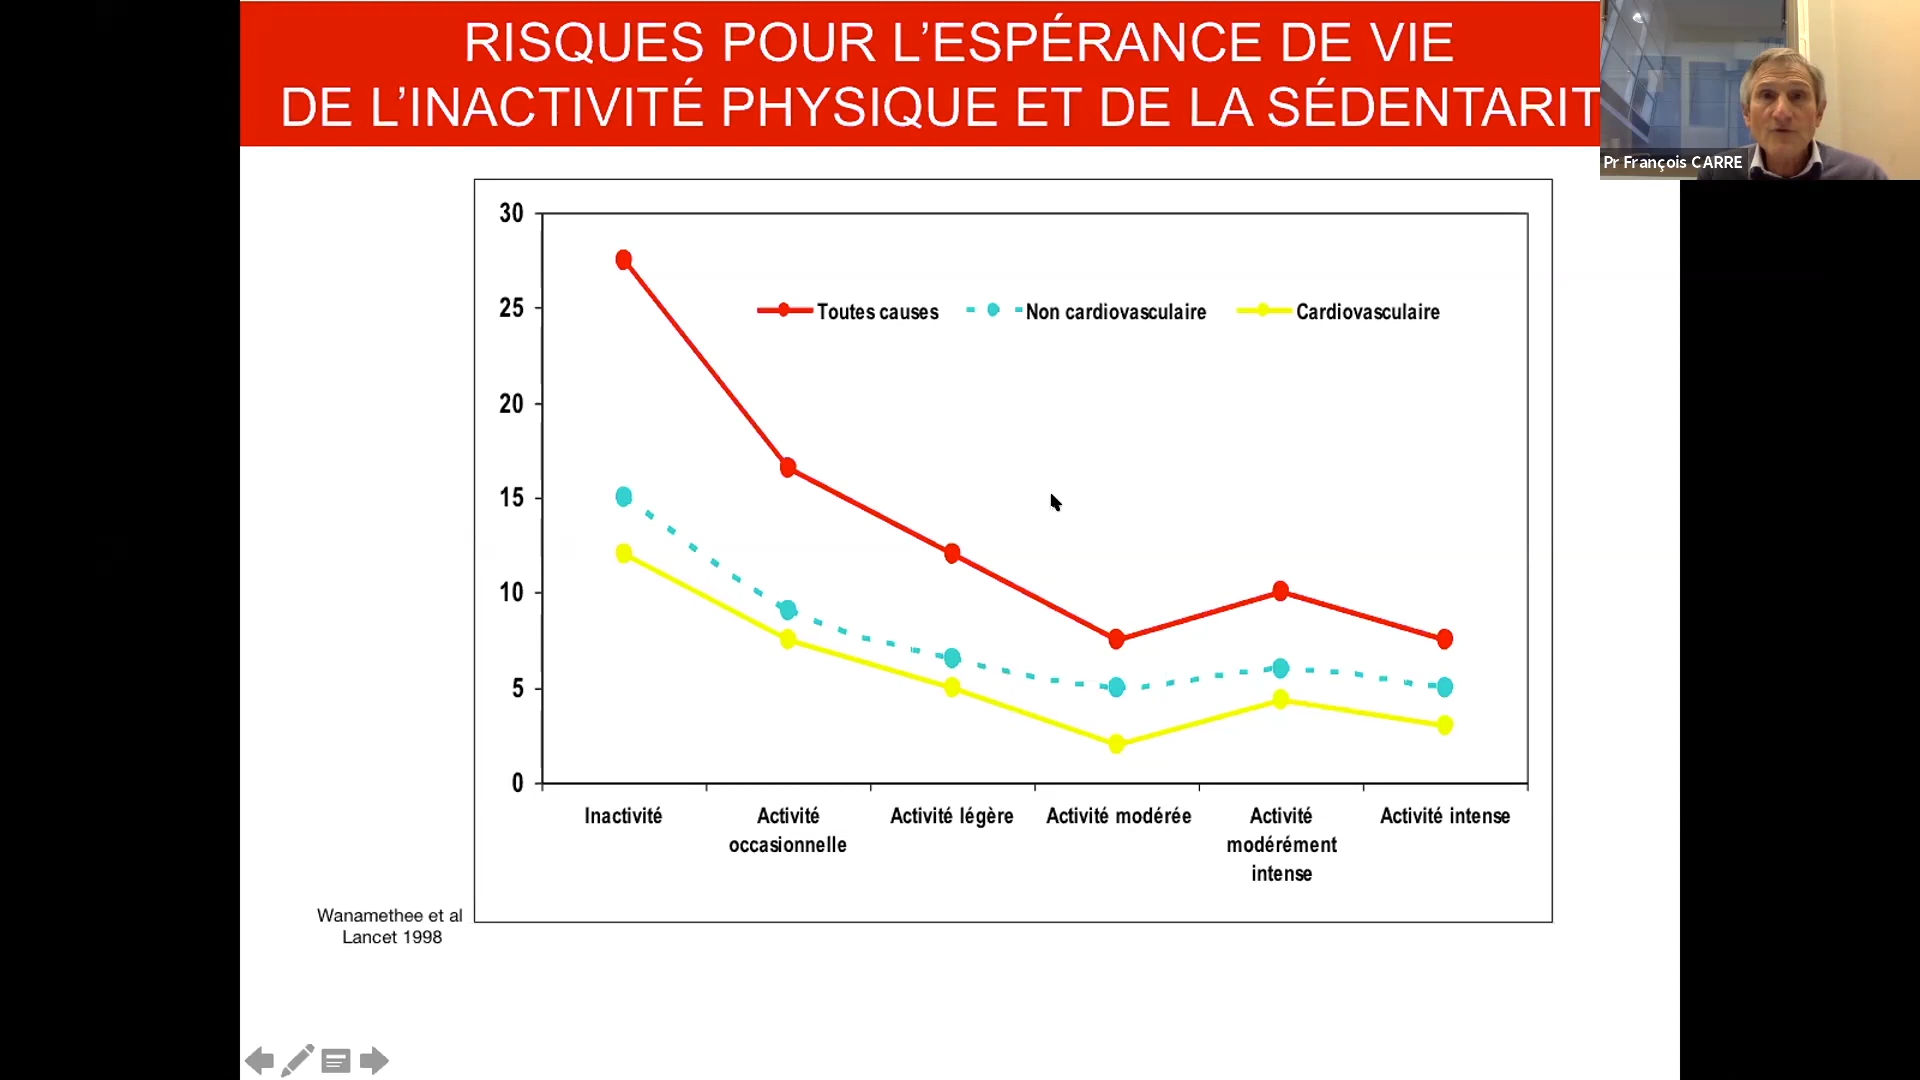 RISQUES POUR L’ESPÉRANCE DE VIE
DE L’INACTIVITÉ PHYSIQUE ET DE LA SÉDENTARIT
Pr François CARRE
30
25
20
15
10
5
0
Toutes causes
Non cardiovasculaire
Cardiovasculaire
Inactivité
Activité
occasionnelle
Activité légère
Activité modérée
Activité
modérément
intense
Activité intense
Wanamethee et al
Lancet 1998